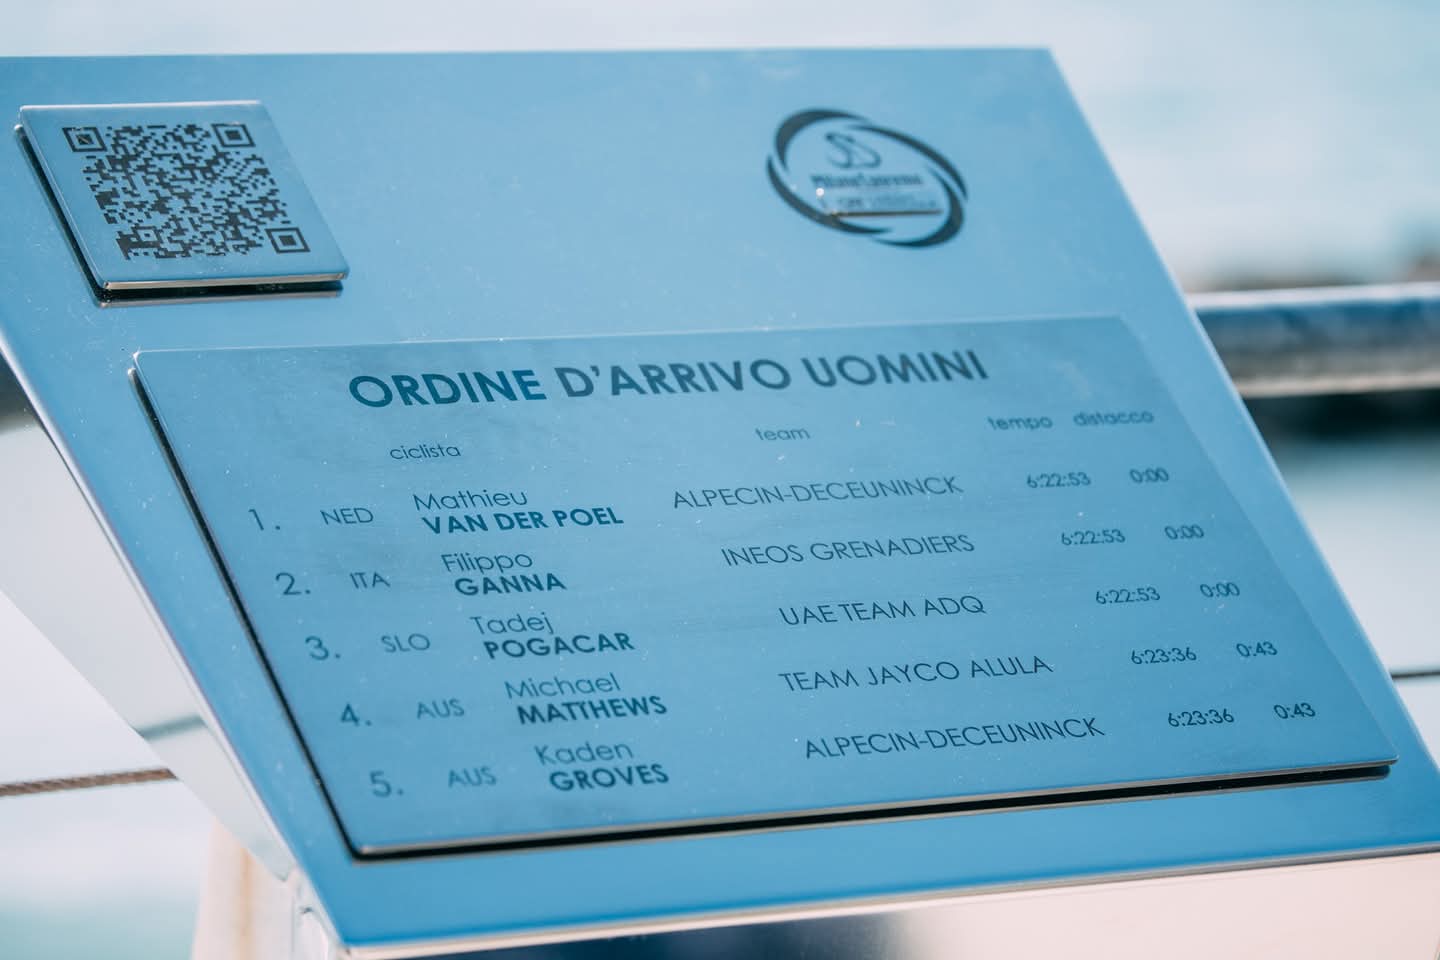 Milano Sanremo
ORDINE D'ARRIVO UOMINI
ciclista team tempo distacco
1. NED Mathieu VAN DER POEL ALPECIN-DECEUNINCK 6:22:53 0:00
2. ITA Filippo GANNA INEOS GRENADIERS 6:22:53 0:00
3. SLO Tadej POGACAR UAE TEAM ADQ 6:22:53 0:00
4. AUS Michael MATTHEWS TEAM JAYCO ALULA 6:23:36 0:43
5. AUS Kaden GROVES ALPECIN-DECEUNINCK 6:23:36 0:43